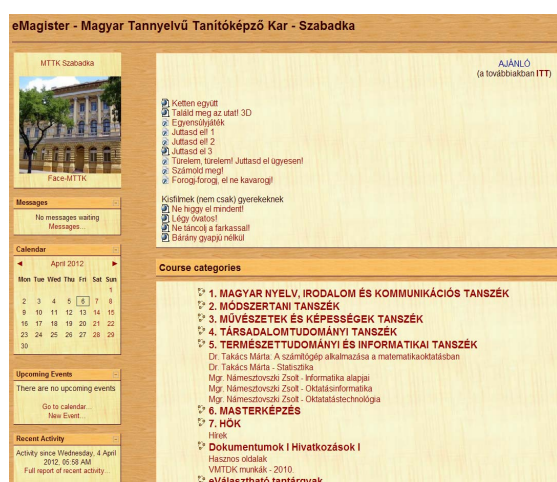 eMagister - Magyar Tannyelvű Tanítóképző Kar - Szabadka
MTTK Szabadka
Face-MTTK
Messages
No messages waiting
Messages...
Calendar
◄ April 2012 ►
Mon Tue Wed Thu Fri Sat Sun
1
2 3 4 5 6 7 8
9 10 11 12 13 14 15
16 17 18 19 20 21 22
23 24 25 26 27 28 29
30
Upcoming Events
There are no upcoming events
Go to calendar...
New Event...
Recent Activity
Activity since Wednesday, 4 April
2012, 05:58 AM
Full report of recent activity...
AJÁNLÓ
(a továbbiakban ITT)
Ketten együtt
Találd meg az utat! 3D
Egyensúlyjáték
Juttasd el! 1
Juttasd el! 2
Juttasd el 3
Türelem, türelem! Juttasd el ügyesen!
Számold meg!
Forogj-forogj, el ne kavarogj!
Kisfilmek (nem csak) gyerekeknek
Ne higgy el mindent!
Légy óvatos!
Ne táncolj a farkassal!
Bárány gyapjú nélkül
Course categories
1. MAGYAR NYELV, IRODALOM ÉS KOMMUNIKÁCIÓS TANSZÉK
2. MÓDSZERTANI TANSZÉK
3. MŰVÉSZETEK ÉS KÉPESSÉGEK TANSZÉK
4. TÁRSADALOMTUDOMÁNYI TANSZÉK
5. TERMÉSZETTUDOMÁNYI ÉS INFORMATIKAI TANSZÉK
Dr. Takács Márta: A számítógép alkalmazása a matematikaoktatásban
Dr. Takács Márta - Statisztika
Mgr. Námesztovszki Zsolt - Informatika alapjai
Mgr. Námesztovszki Zsolt - Oktatásinformatika
Mgr. Námesztovszki Zsolt - Oktatástechnológia
6. MASTERKÉPZÉS
7. HÖK
Hírek
Dokumentumok I Hivatkozások I
Hasznos oldalak
VMTDK munkák - 2010.
eVálasztható tantárgyak